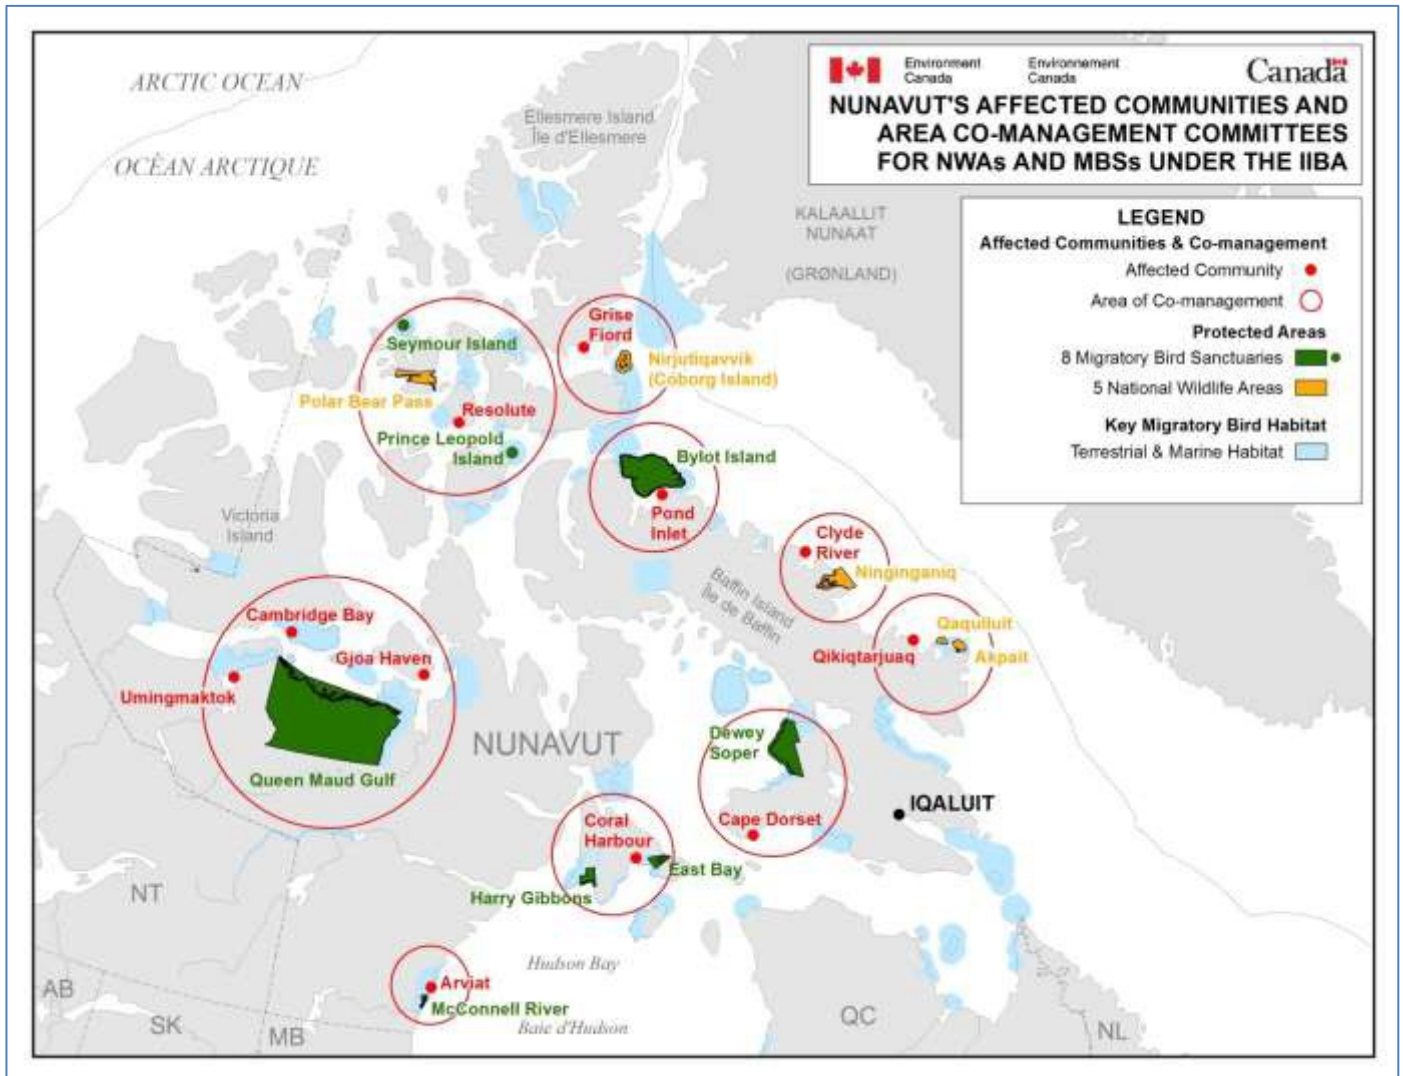 ARCTIC OCEAN
OCÈAN ARCTIQUE
Ellesmere Island
Île d'Ellesmere
Environment
Canada
Environnement
Canada
Canada
NUNAVUT'S AFFECTED COMMUNITIES AND
AREA CO-MANAGEMENT COMMITTEES
FOR NWAs AND MBSs UNDER THE IIBA
KALAALLIT
NUNAAT
(GRØNLAND)
LEGEND
Affected Communities & Co-management
Affected Community
Area of Co-management
Protected Areas
8 Migratory Bird Sanctuaries
5 National Wildlife Areas
Key Migratory Bird Habitat
Terrestrial & Marine Habitat
Seymour Island
Polar Bear Pass
Resolute
Prince Leopold
Island
Grise
Fiord
Nirjutiqavvik
(Coborg Island)
Bylot Island
Pond
Inlet
Victoria
Island
Clyde
River
Ninginganiq
Baffin Island
Île de Baffin
Qaqulluit
Akpait
Qikiqtarjuaq
Cambridge Bay
Gjoa Haven
Umingmaktok
Queen Maud Gulf
NUNAVUT
Dewey
Soper
Cape Dorset
IQALUIT
Coral
Harbour
East Bay
Harry Gibbons
NT
Hudson Bay
Baie d'Hudson
Arviat
McConnell River
AB
SK
MB
QC
NL